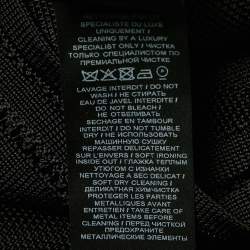 SPECIALISTE DU LUXE
UNIQUEMENT /
CLEANING BY A LUXURY
SPECIALIST ONLY / ЧИСТКА
ТОЛЬКО СПЕЦИАЛИСТОМ ПО
LAVAGE INTERDIT / DO NOT
WASH / НЕ СТИРАТЬ
EAU DE JAVEL INTERDITE /
DO NOT BLEACH /
НЕ ОТБЕЛИВАТЬ
SECHAGE EN TAMBOUR
INTERDIT / DO NOT TUMBLE
DRY / НЕ ИСПОЛЬЗОВАТЬ
МАШИННУЮ СУШКУ
REPASSER DELICATEMENT
SUR L'ENVERS / SOFT IRONING
INSIDE OUT / ГЛАЖКА ТЕПЛЫМ
УТЮГОМ С ИЗНАНКИ
NETTOYAGE A SEC DELICAT /
SOFT DRY CLEANING /
ДЕЛИКАТНАЯ ХИМЧИСТКА
PROTEGER LES PARTIES
METALLIQUES AVANT
ENTRETIEN / TAKE CARE OF
METAL ITEMS BEFORE
CLEANING / ПЕРЕД ЧИСТКОЙ
ПРЕДОХРАНИТЕ
МЕТАЛЛИЧЕСКИЕ ЭЛЕМЕНТЫ